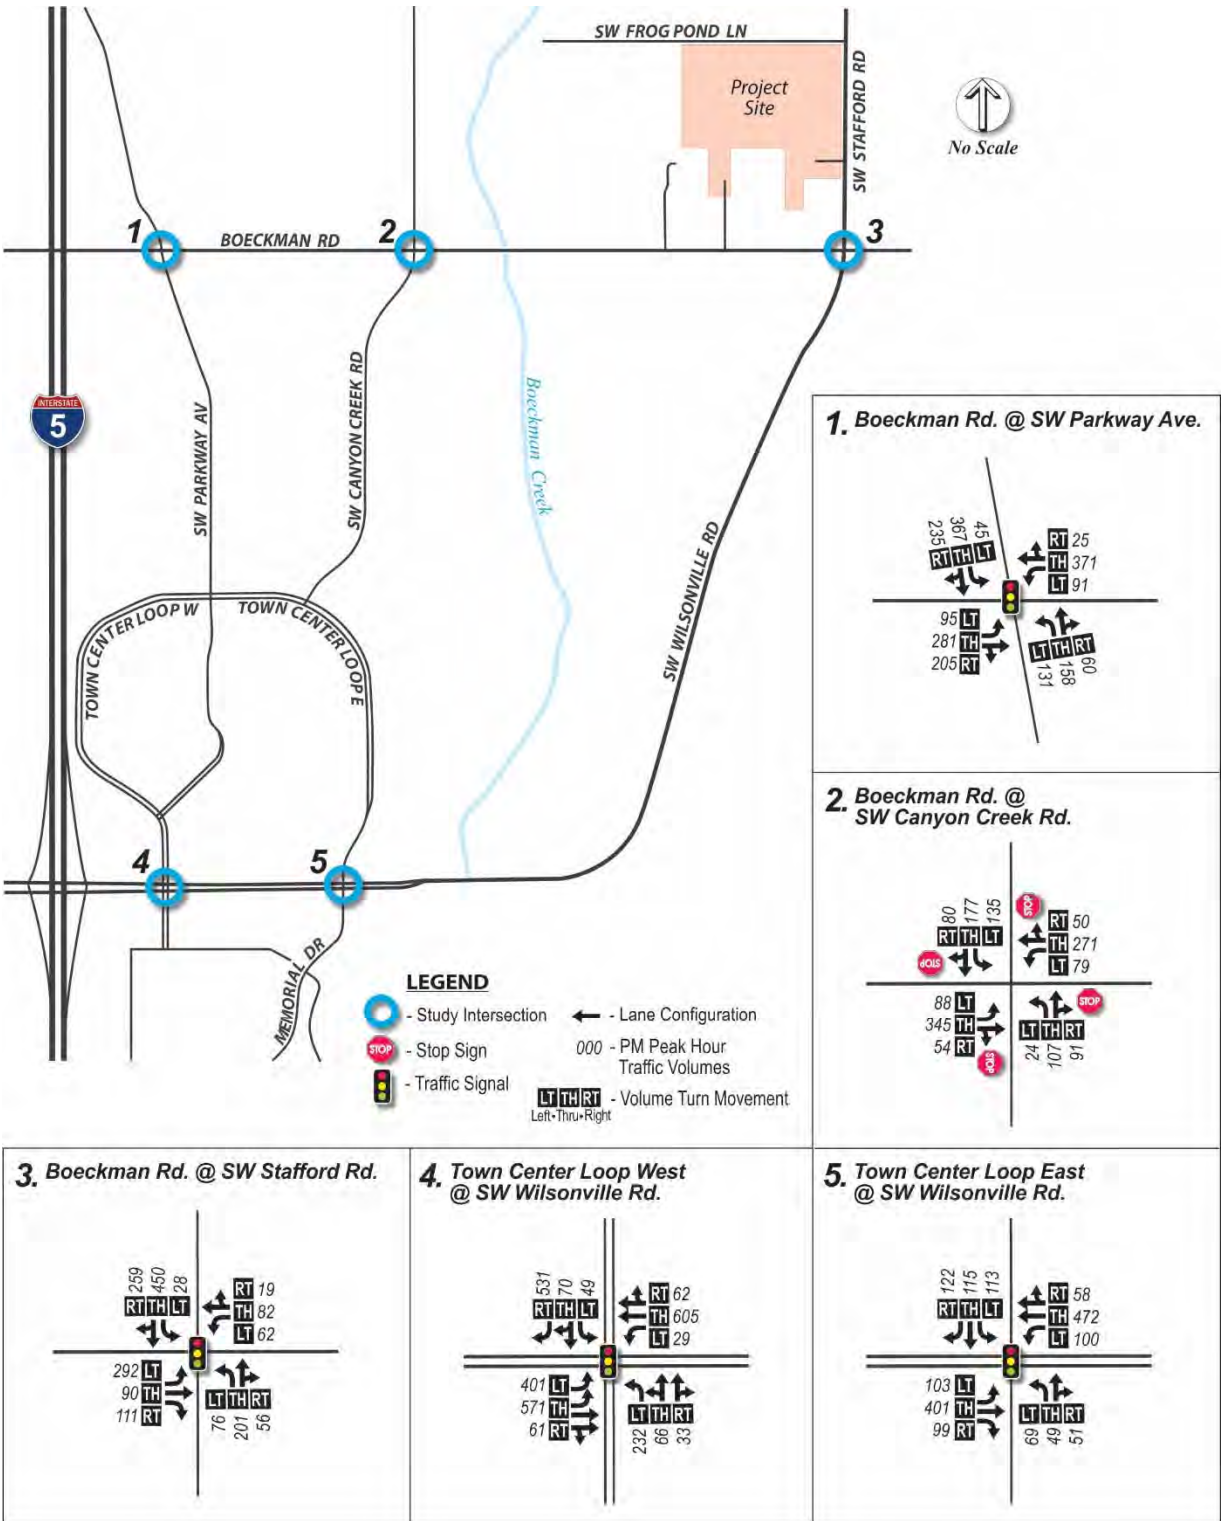 SW FROG POND LN
SW STAFFORD RD
Project
Site
No Scale
1
BOECKMAN RD
2
3
INTERSTATE
5
SW PARKWAY AV
SW CANYON CREEK RD
Boeckman Creek
SW WILSONVILLE RD
TOWN CENTER LOOP W
TOWN CENTER LOOP E
4
5
MEMORIAL DR
LEGEND
- Study Intersection
STOP - Stop Sign
- Traffic Signal
- Lane Configuration
000 - PM Peak Hour
Traffic Volumes
LT TH RT - Volume Turn Movement
Left•Thru•Right
1. Boeckman Rd. @ SW Parkway Ave.
235 367 45
RT TH LT
RT 25
TH 371
LT 91
95 LT
281 TH
205 RT
LT TH RT
131 158 60
2. Boeckman Rd. @
SW Canyon Creek Rd.
80 177 135
RT TH LT
STOP
STOP
RT 50
TH 271
LT 79
88 LT
345 TH
54 RT
STOP
STOP
LT TH RT
24 107 91
3. Boeckman Rd. @ SW Stafford Rd.
259 450 28
RT TH LT
RT 19
TH 82
LT 62
292 LT
90 TH
111 RT
LT TH RT
76 201 56
4. Town Center Loop West
@ SW Wilsonville Rd.
531 70 49
RT TH LT
RT 62
TH 605
LT 29
401 LT
571 TH
61 RT
LT TH RT
232 66 33
5. Town Center Loop East
@ SW Wilsonville Rd.
122 115 113
RT TH LT
RT 58
TH 472
LT 100
103 LT
401 TH
99 RT
LT TH RT
69 49 51